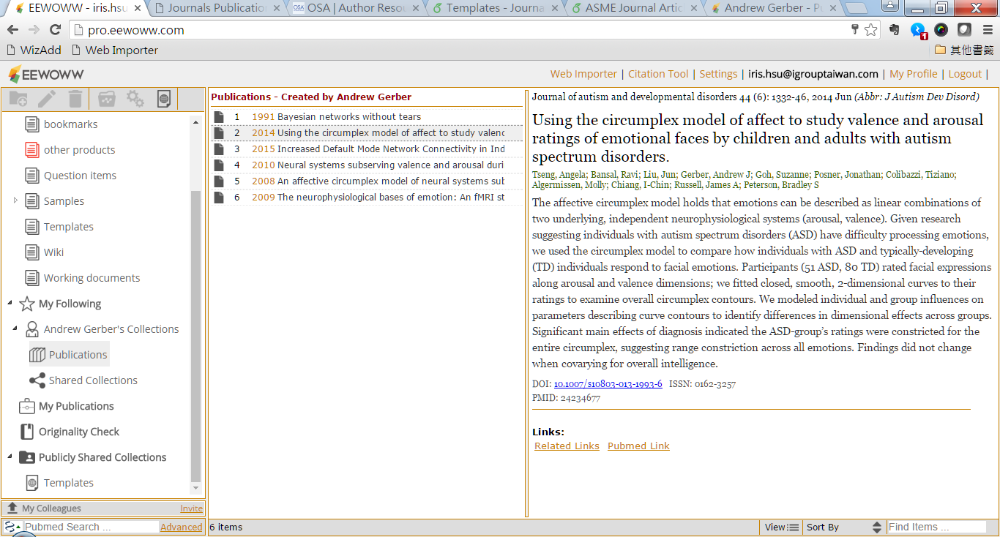 EEWOWW - iris.hsu
Journals Publication
OSA | Author Resou
Templates - Journa
ASME Journal Artic
Andrew Gerber - Pu
pro.eewoww.com
1
WizAdd
Web Importer
其他書籤
EEWOWW
Web Importer | Citation Tool | Settings | iris.hsu@igrouptaiwan.com | My Profile | Logout |
bookmarks
other products
Question items
Samples
Templates
Wiki
Working documents
My Following
Andrew Gerber's Collections
Publications
Shared Collections
My Publications
Originality Check
Publicly Shared Collections
Templates
My Colleagues
Invite
Pubmed Search ...
Advanced
Publications - Created by Andrew Gerber
1 1991 Bayesian networks without tears
2 2014 Using the circumplex model of affect to study valenc
3 2015 Increased Default Mode Network Connectivity in Ind
4 2010 Neural systems subserving valence and arousal duri
5 2008 An affective circumplex model of neural systems sub
6 2009 The neurophysiological bases of emotion: An fMRI st
Journal of autism and developmental disorders 44 (6): 1332-46, 2014 Jun (Abbr: J Autism Dev Disord)
Using the circumplex model of affect to study valence and arousal
ratings of emotional faces by children and adults with autism
spectrum disorders.
Tseng, Angela; Bansal, Ravi; Liu, Jun; Gerber, Andrew J; Goh, Suzanne; Posner, Jonathan; Colibazzi, Tiziano;
Algermissen, Molly; Chiang, I-Chin; Russell, James A; Peterson, Bradley S
The affective circumplex model holds that emotions can be described as linear combinations of
two underlying, independent neurophysiological systems (arousal, valence). Given research
suggesting individuals with autism spectrum disorders (ASD) have difficulty processing emotions,
we used the circumplex model to compare how individuals with ASD and typically-developing
(TD) individuals respond to facial emotions. Participants (51 ASD, 80 TD) rated facial expressions
along arousal and valence dimensions; we fitted closed, smooth, 2-dimensional curves to their
ratings to examine overall circumplex contours. We modeled individual and group influences on
parameters describing curve contours to identify differences in dimensional effects across groups.
Significant main effects of diagnosis indicated the ASD-group's ratings were constricted for the
entire circumplex, suggesting range constriction across all emotions. Findings did not change
when covarying for overall intelligence.
DOI: 10.1007/s10803-013-1993-6 ISSN: 0162-3257
PMID: 24234677
Links:
Related Links Pubmed Link
6 items
View
Sort By
Find Items ...